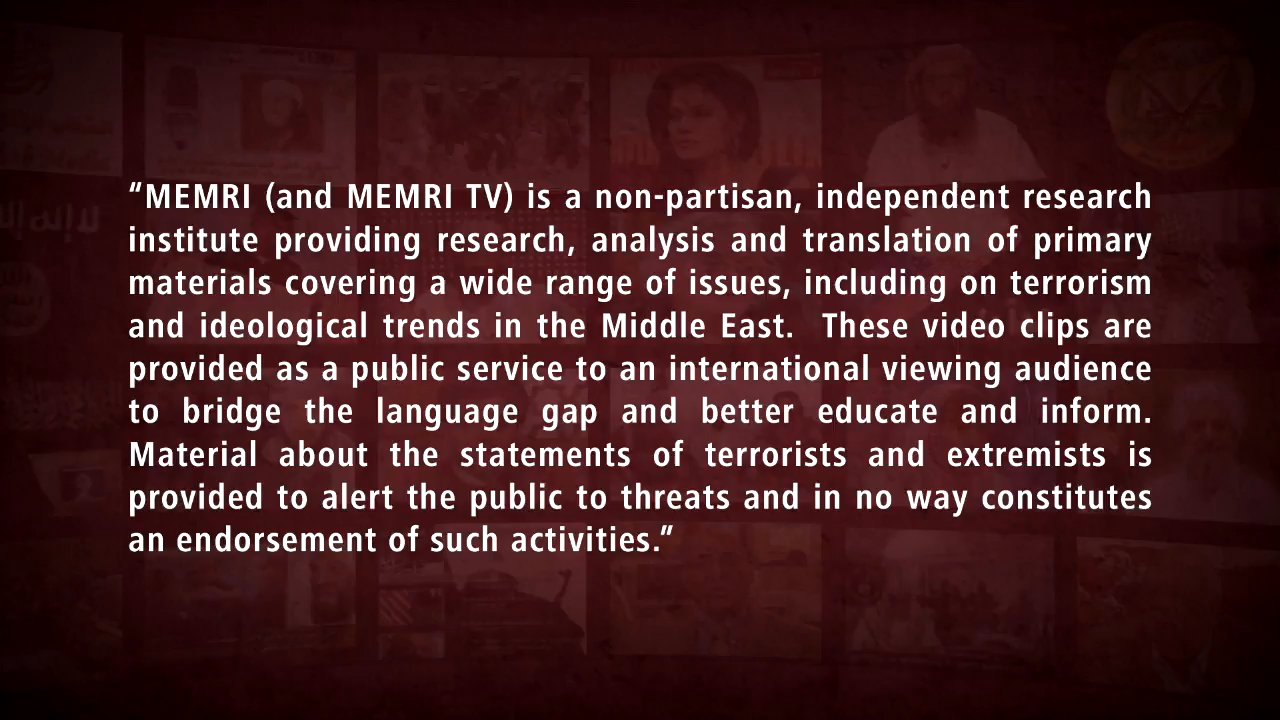 “MEMRI (and MEMRI TV) is a non-partisan, independent research
institute providing research, analysis and translation of primary
materials covering a wide range of issues, including on terrorism
and ideological trends in the Middle East.  These video clips are
provided as a public service to an international viewing audience
to bridge the language gap and better educate and inform.
Material about the statements of terrorists and extremists is
provided to alert the public to threats and in no way constitutes
an endorsement of such activities.”